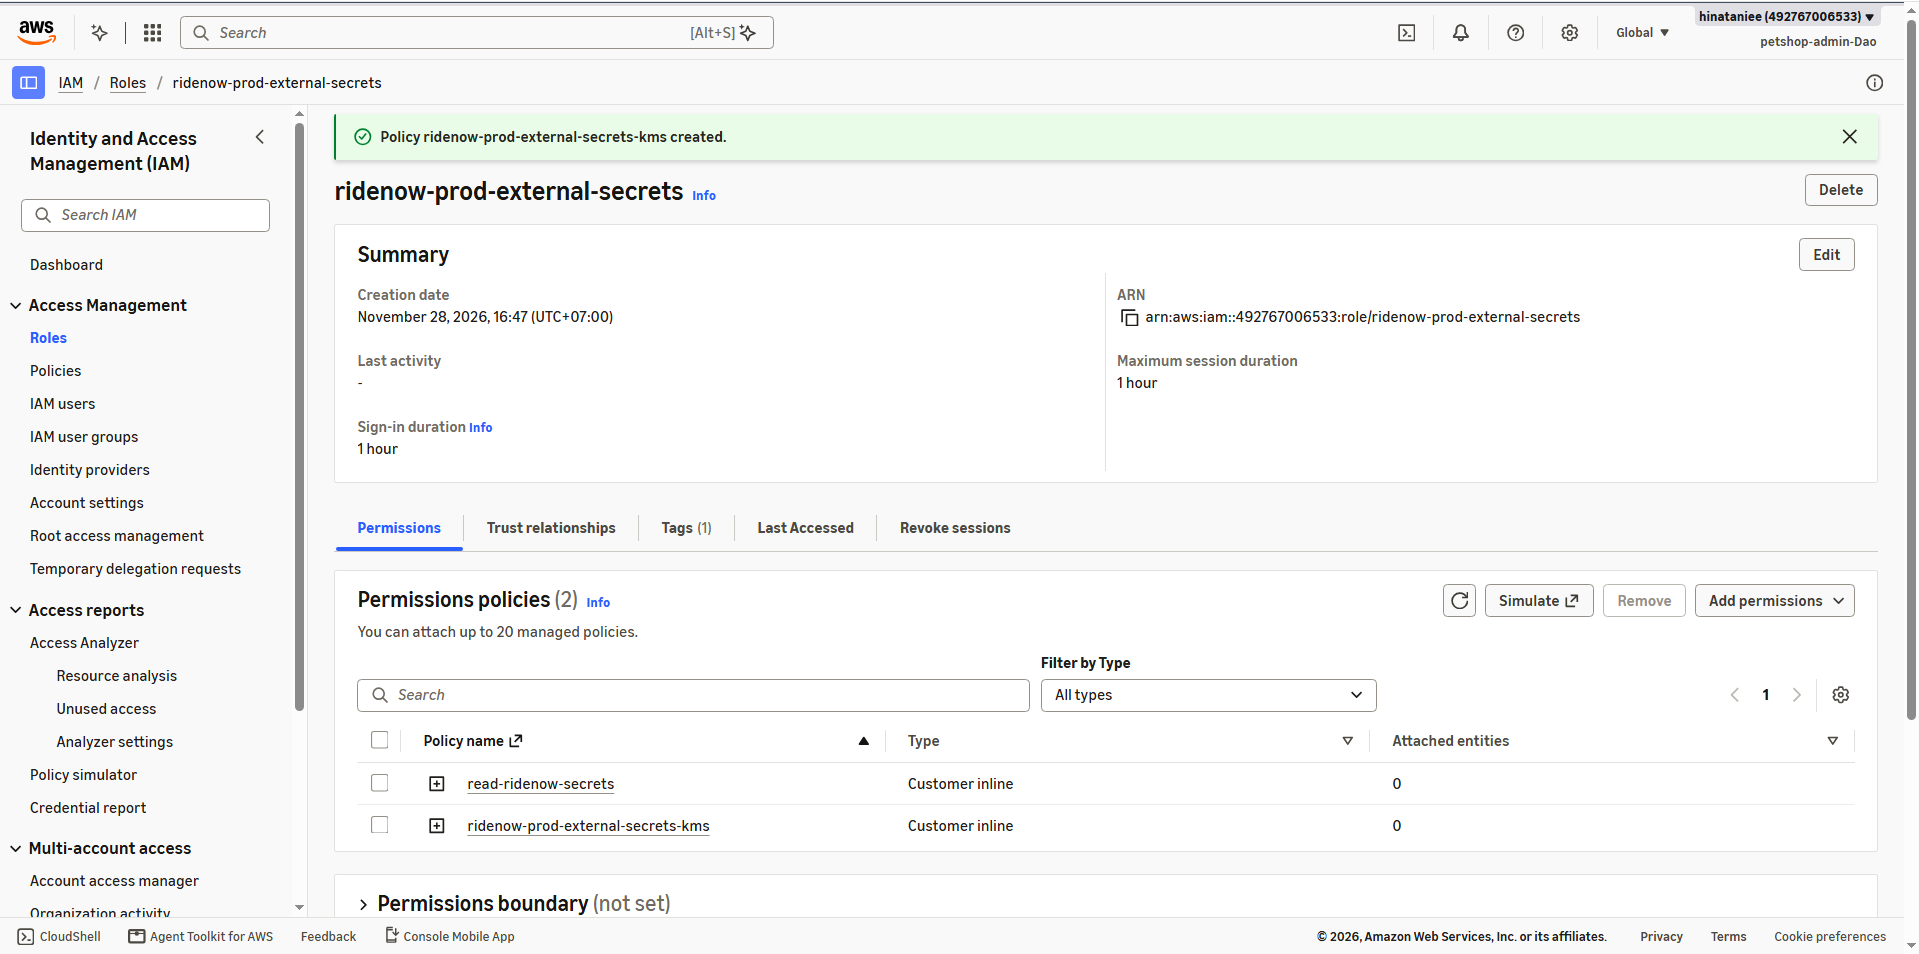 aws
Search
[Alt+S]
Global
hinataniee (492767006533)
petshop-admin-Dao
IAM / Roles / ridenow-prod-external-secrets
Identity and Access
Management (IAM)
Search IAM
Dashboard
Access Management
Roles
Policies
IAM users
IAM user groups
Identity providers
Account settings
Root access management
Temporary delegation requests
Access reports
Access Analyzer
Resource analysis
Unused access
Analyzer settings
Policy simulator
Credential report
Multi-account access
Account access manager
Organization activity
Policy ridenow-prod-external-secrets-kms created.
ridenow-prod-external-secrets Info
Delete
Summary
Edit
Creation date
November 28, 2026, 16:47 (UTC+07:00)
ARN
arn:aws:iam::492767006533:role/ridenow-prod-external-secrets
Last activity
-
Maximum session duration
1 hour
Sign-in duration Info
1 hour
Permissions
Trust relationships
Tags (1)
Last Accessed
Revoke sessions
Permissions policies (2) Info
Simulate
Remove
Add permissions
You can attach up to 20 managed policies.
Filter by Type
Search
All types
1
Policy name
Type
Attached entities
read-ridenow-secrets
Customer inline
0
ridenow-prod-external-secrets-kms
Customer inline
0
Permissions boundary (not set)
CloudShell
Agent Toolkit for AWS
Feedback
Console Mobile App
© 2026, Amazon Web Services, Inc. or its affiliates.
Privacy
Terms
Cookie preferences